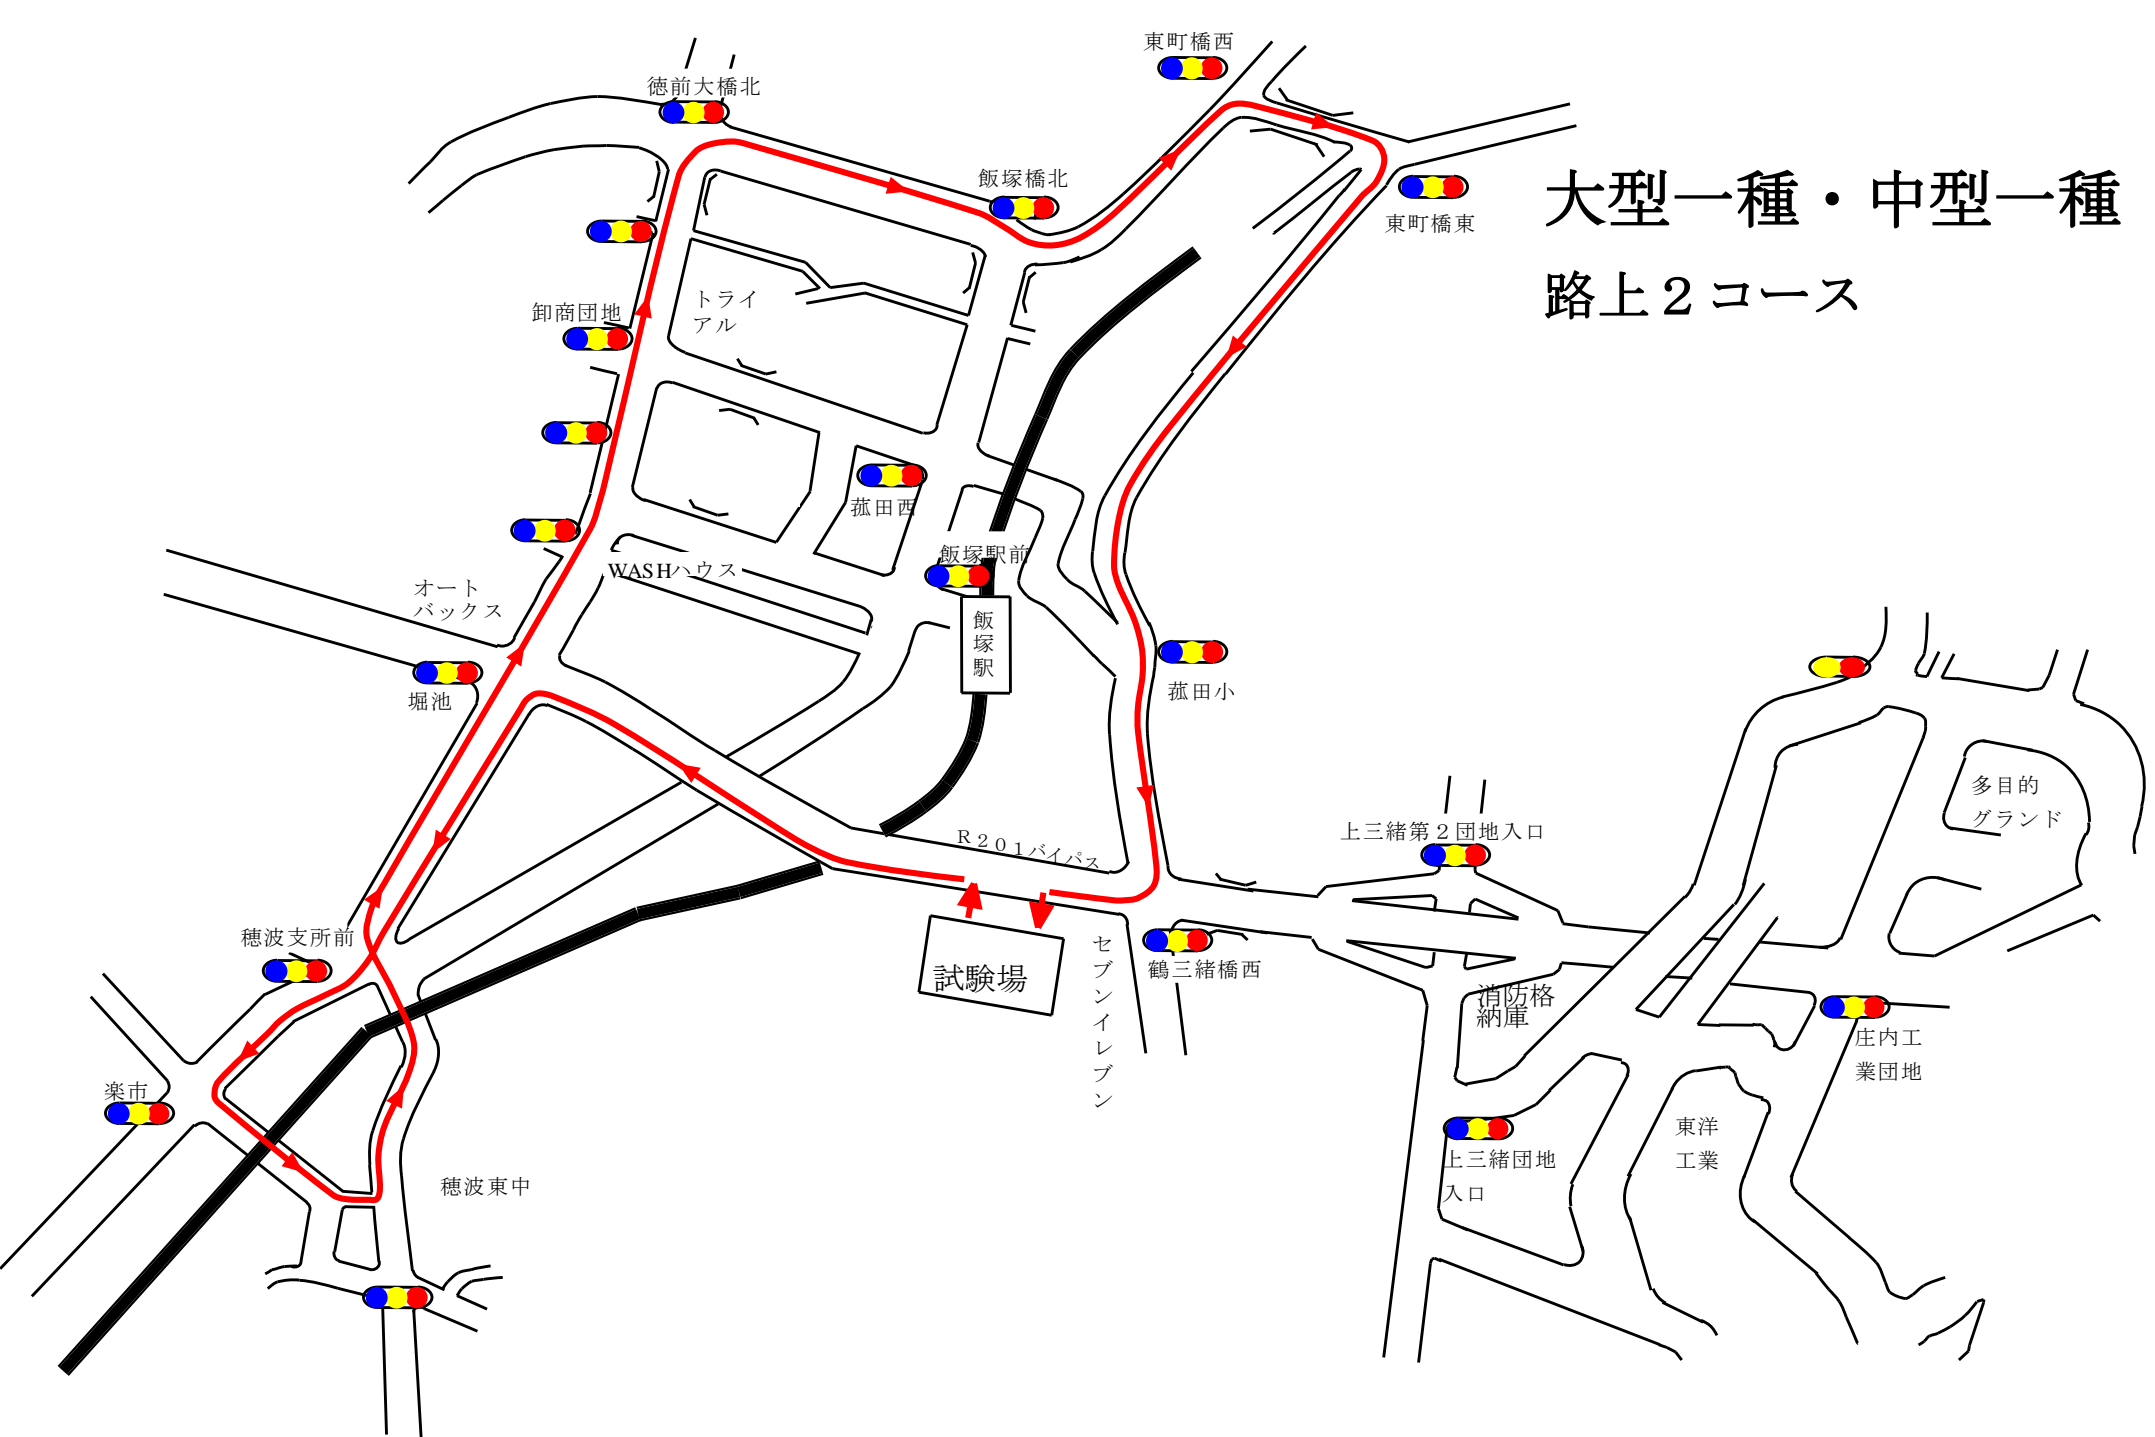 東町橋西
徳前大橋北
飯塚橋北
東町橋東
大型一種・中型一種
路上２コース
卸商団地
トライ
アル
菰田西
飯塚駅前
WASHハウス
オート
バックス
飯塚駅
堀池
菰田小
多目的
グランド
上三緒第２団地入口
Ｒ２０１バイパス
穂波支所前
セブンイレブン
鶴三緒橋西
試験場
消防格
納庫
庄内工
業団地
楽市
東洋
工業
上三緒団地
入口
穂波東中